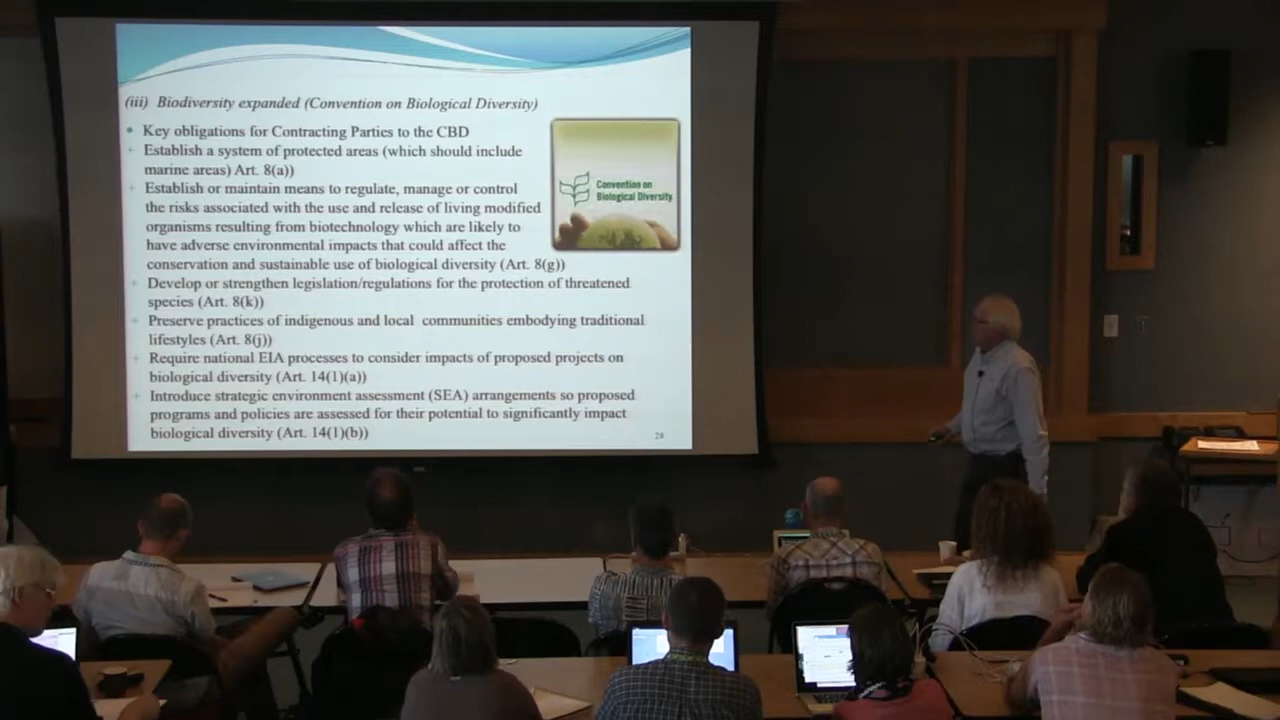 (iii) Biodiversity expanded (Convention on Biological Diversity)
Key obligations for Contracting Parties to the CBD
Establish a system of protected areas (which should include
marine areas) Art. 8(a))
Establish or maintain means to regulate, manage or control
the risks associated with the use and release of living modified
organisms resulting from biotechnology which are likely to
have adverse environmental impacts that could affect the
conservation and sustainable use of biological diversity (Art. 8(g))
Develop or strengthen legislation/regulations for the protection of threatened
species (Art. 8(k))
Preserve practices of indigenous and local communities embodying traditional
lifestyles (Art. 8(j))
Require national EIA processes to consider impacts of proposed projects on
biological diversity (Art. 14(1)(a))
Introduce strategic environment assessment (SEA) arrangements so proposed
programs and policies are assessed for their potential to significantly impact
biological diversity (Art. 14(1)(b))
Convention on
Biological Diversity
28